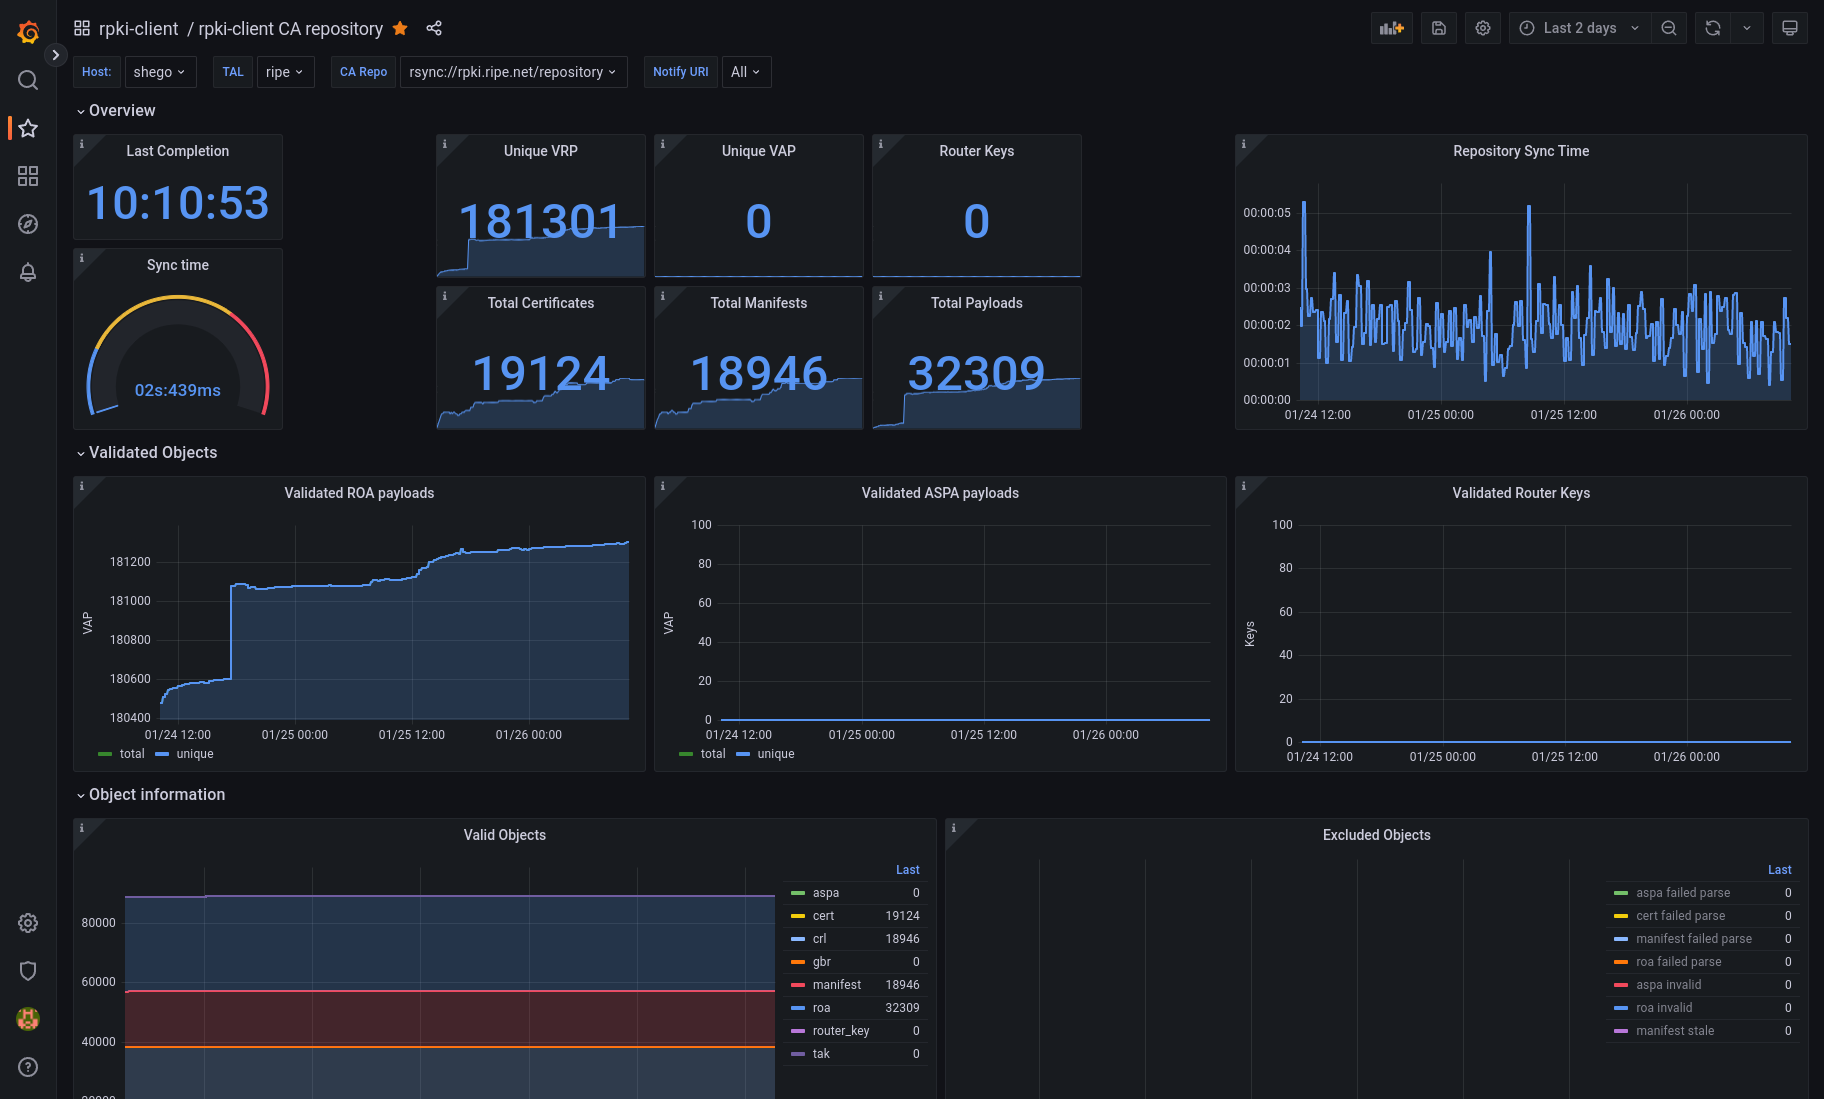 rpki-client / rpki-client CA repository
Last 2 days
Host: shego TAL ripe CA Repo rsync://rpki.ripe.net/repository Notify URI All
Overview
Last Completion
10:10:53
Sync time
02s:439ms
Unique VRP
181301
Unique VAP
0
Router Keys
0
Total Certificates
19124
Total Manifests
18946
Total Payloads
32309
Repository Sync Time
00:00:05
00:00:04
00:00:03
00:00:02
00:00:01
00:00:00
01/24 12:00 01/25 00:00 01/25 12:00 01/26 00:00
Validated Objects
Validated ROA payloads
VAP
181200
181000
180800
180600
180400
01/24 12:00 01/25 00:00 01/25 12:00 01/26 00:00
total unique
Validated ASPA payloads
VAP
100
80
60
40
20
0
01/24 12:00 01/25 00:00 01/25 12:00 01/26 00:00
total unique
Validated Router Keys
Keys
100
80
60
40
20
0
01/24 12:00 01/25 00:00 01/25 12:00 01/26 00:00
Object information
Valid Objects
80000
60000
40000
Last
aspa 0
cert 19124
crl 18946
gbr 0
manifest 18946
roa 32309
router_key 0
tak 0
Excluded Objects
Last
aspa failed parse 0
cert failed parse 0
manifest failed parse 0
roa failed parse 0
aspa invalid 0
roa invalid 0
manifest stale 0